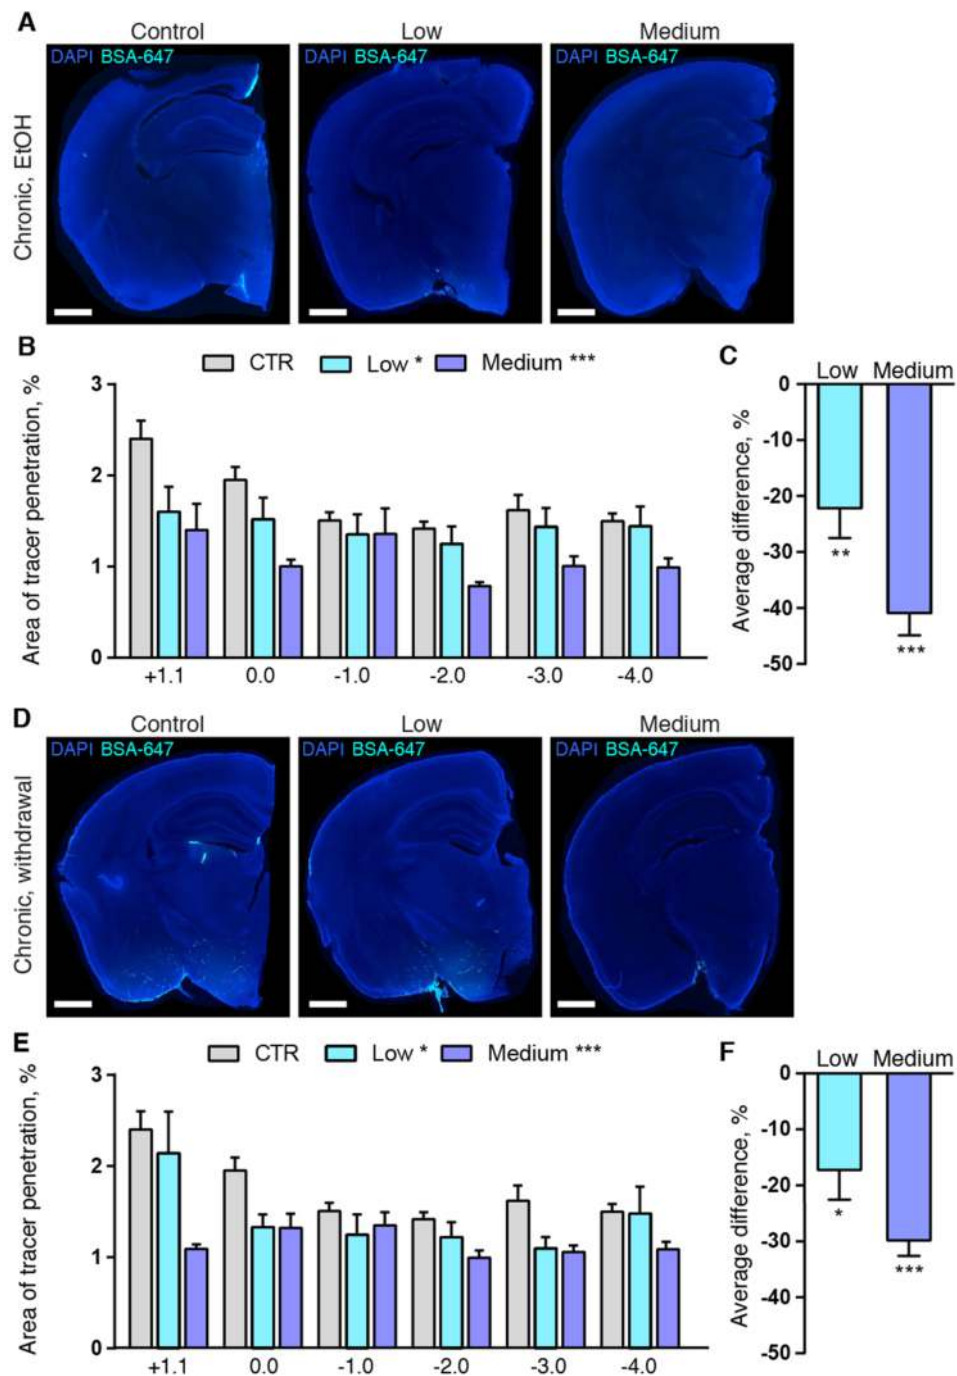 A
Control
Low
Medium
DAPI BSA-647
DAPI BSA-647
DAPI BSA-647
Chronic, EtOH
B
CTR
Low *
Medium ***
Area of tracer penetration, %
3
2
1
0
+1.1
0.0
-1.0
-2.0
-3.0
-4.0
C
Low
Medium
Average difference, %
0
-10
-20
-30
-40
-50
**
***
D
Control
Low
Medium
DAPI BSA-647
DAPI BSA-647
DAPI BSA-647
Chronic, withdrawal
E
CTR
Low *
Medium ***
Area of tracer penetration, %
3
2
1
0
+1.1
0.0
-1.0
-2.0
-3.0
-4.0
F
Low
Medium
Average difference, %
0
-10
-20
-30
-40
-50
*
***